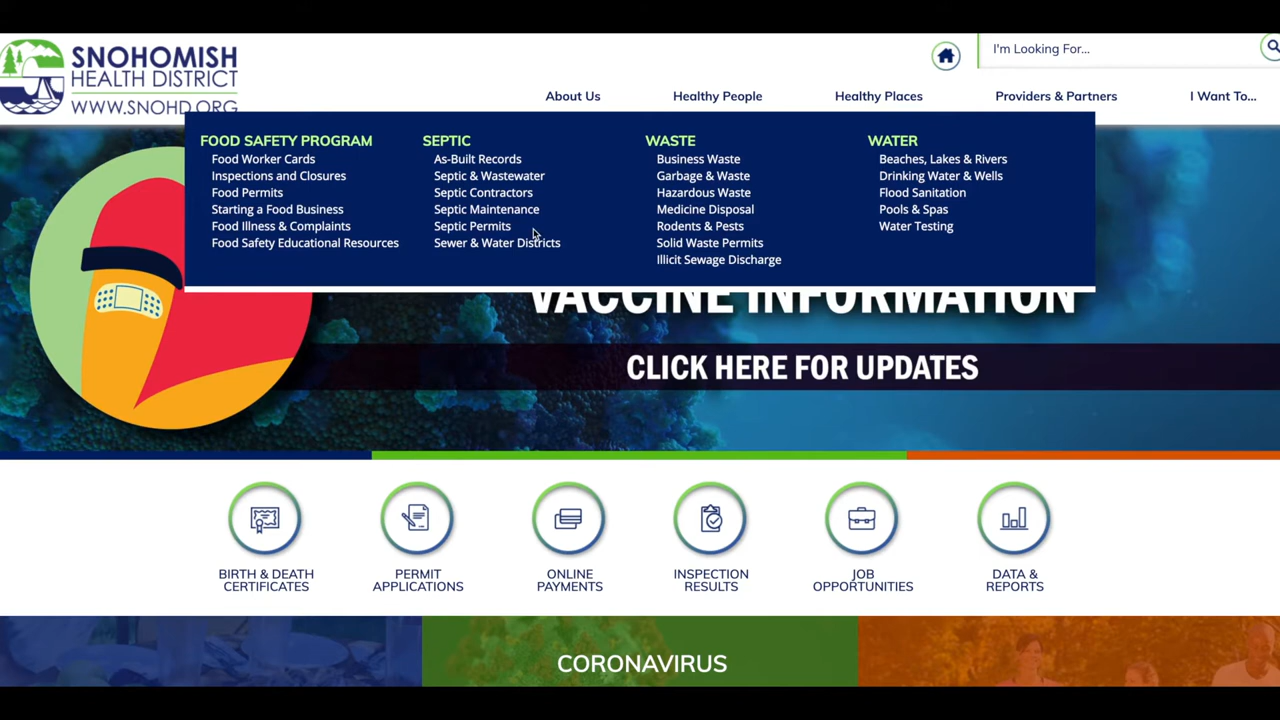 SNOHOMISH
HEALTH DISTRICT
WWW.SNOHD.ORG
I'm Looking For...
About Us
Healthy People
Healthy Places
Providers & Partners
I Want To...
FOOD SAFETY PROGRAM
Food Worker Cards
Inspections and Closures
Food Permits
Starting a Food Business
Food Illness & Complaints
Food Safety Educational Resources
SEPTIC
As-Built Records
Septic & Wastewater
Septic Contractors
Septic Maintenance
Septic Permits
Sewer & Water Districts
WASTE
Business Waste
Garbage & Waste
Hazardous Waste
Medicine Disposal
Rodents & Pests
Solid Waste Permits
Illicit Sewage Discharge
WATER
Beaches, Lakes & Rivers
Drinking Water & Wells
Flood Sanitation
Pools & Spas
Water Testing
VACCINE INFORMATION
CLICK HERE FOR UPDATES
BIRTH & DEATH
CERTIFICATES
PERMIT
APPLICATIONS
ONLINE
PAYMENTS
INSPECTION
RESULTS
JOB
OPPORTUNITIES
DATA &
REPORTS
CORONAVIRUS